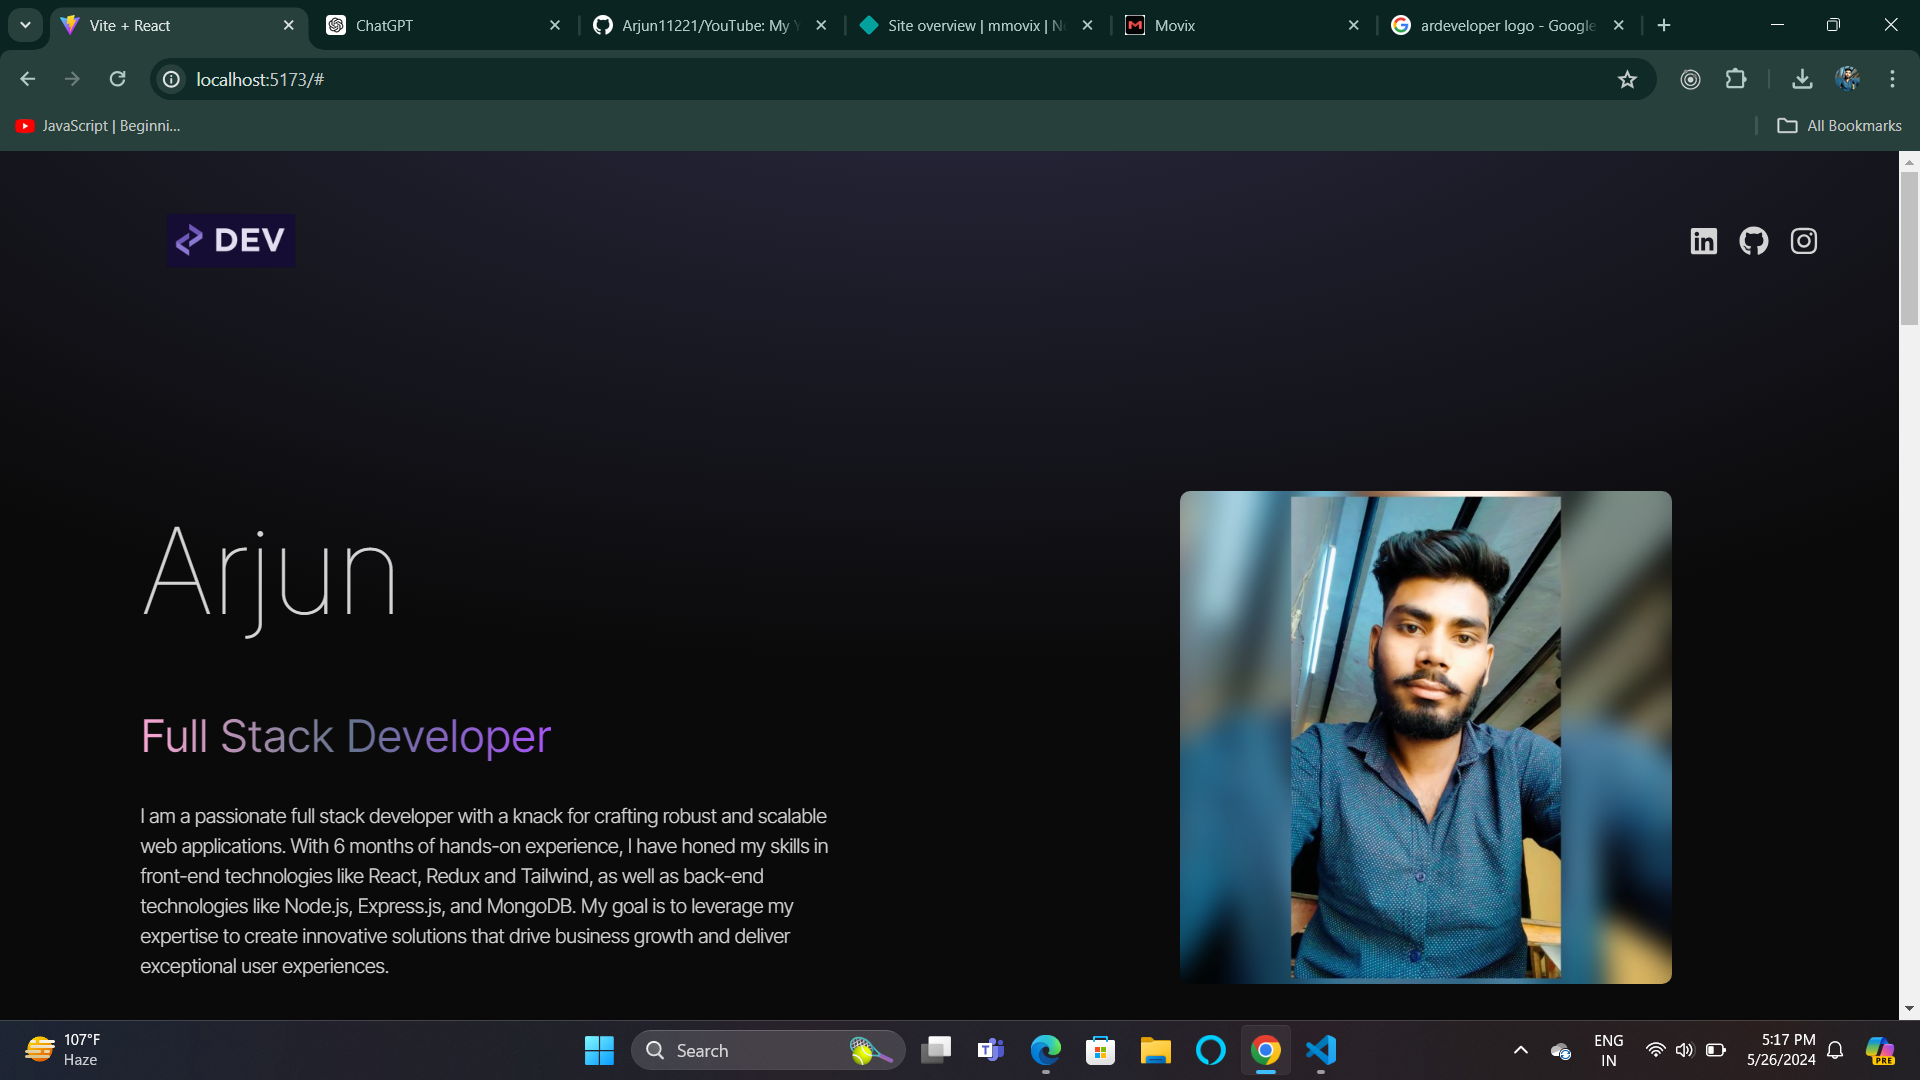 Vite + React
ChatGPT
Arjun11221/YouTube: My Y
Site overview | mmovix | Ne
Movix
ardeveloper logo - Google
localhost:5173/#
JavaScript | Beginni...
All Bookmarks
DEV
Arjun
Full Stack Developer
I am a passionate full stack developer with a knack for crafting robust and scalable
web applications. With 6 months of hands-on experience, I have honed my skills in
front-end technologies like React, Redux and Tailwind, as well as back-end
technologies like Node.js, Express.js, and MongoDB. My goal is to leverage my
expertise to create innovative solutions that drive business growth and deliver
exceptional user experiences.
107°F
Haze
Search
ENG
IN
5:17 PM
5/26/2024
PRE